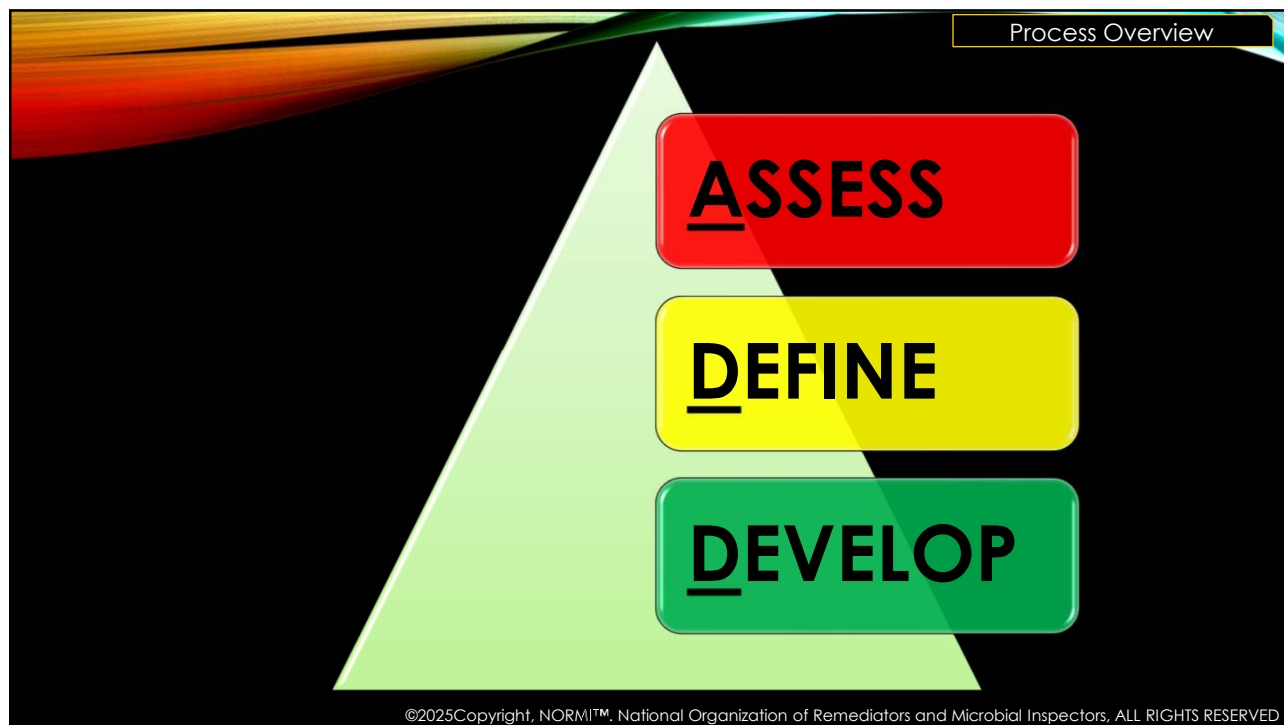 Process Overview
ASSESS
DEFINE
DEVELOP
©2025Copyright, NORMI™. National Organization of Remediators and Microbial Inspectors, ALL RIGHTS RESERVED